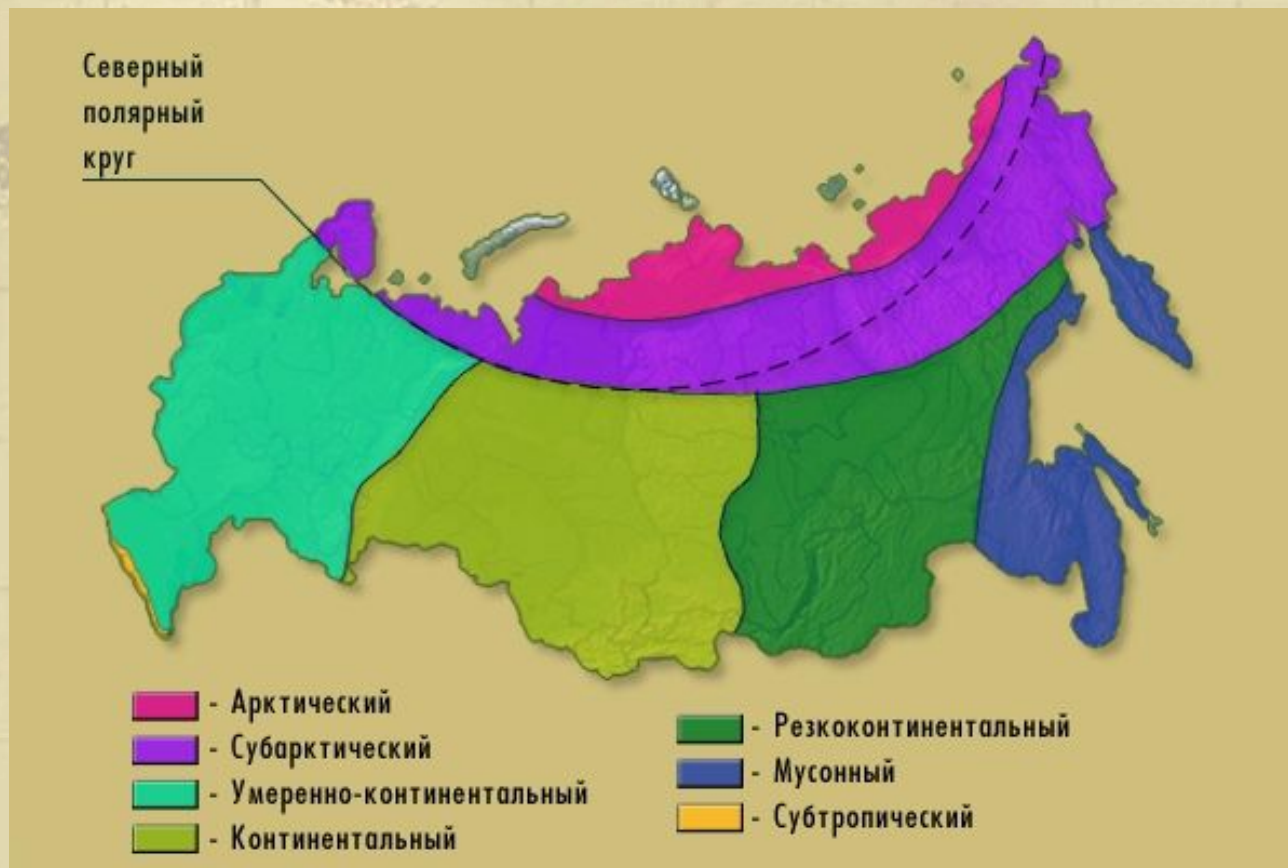 Северный
полярный
круг
- Арктический
- Субарктический
- Умеренно-континентальный
- Континентальный
- Резкоконтинентальный
- Мусонный
- Субтропический